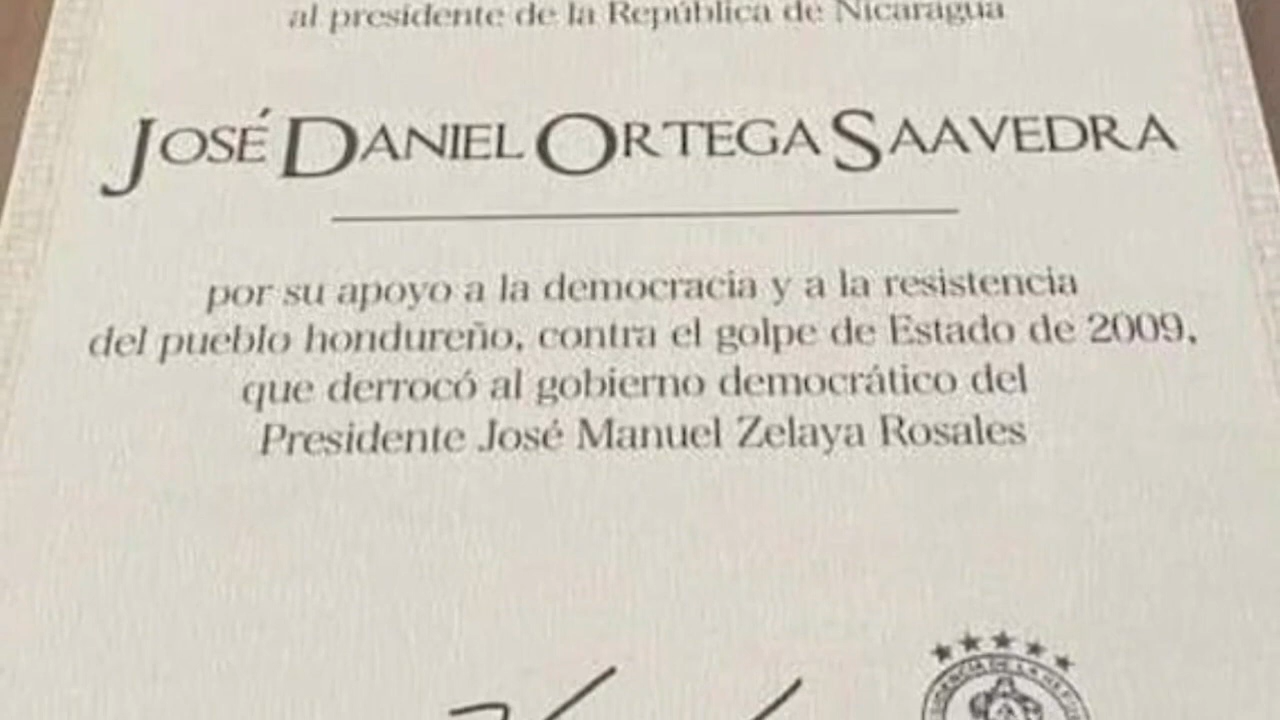 al presidente de la República de Nicaragua
JOSÉ DANIEL ORTEGA SAAVEDRA
por su apoyo a la democracia y a la resistencia
del pueblo hondureño, contra el golpe de Estado de 2009,
que derrocó al gobierno democrático del
Presidente José Manuel Zelaya Rosales
DE LA